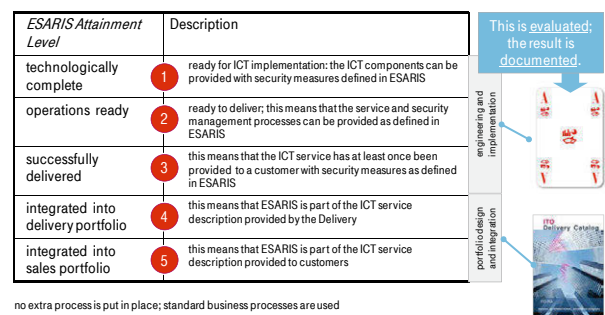 ESARIS Attainment
Level
Description
technologically
complete
1
ready for ICT implementation: the ICT components can be
provided with security measures defined in ESARIS
operations ready
2
ready to deliver; this means that the service and security
management processes can be provided as defined in
ESARIS
successfully
delivered
3
this means that the ICT service has at least once been
provided to a customer with security measures as defined
in ESARIS
integrated into
delivery portfolio
4
this means that ESARIS is part of the ICT service
description provided by the Delivery
integrated into
sales portfolio
5
this means that ESARIS is part of the ICT service
description provided to customers
engineering and
implementation
portfolio design
and integration
This is evaluated;
the result is
documented.
A
A
A
A
ITO
Delivery Catalog
no extra process is put in place; standard business processes are used